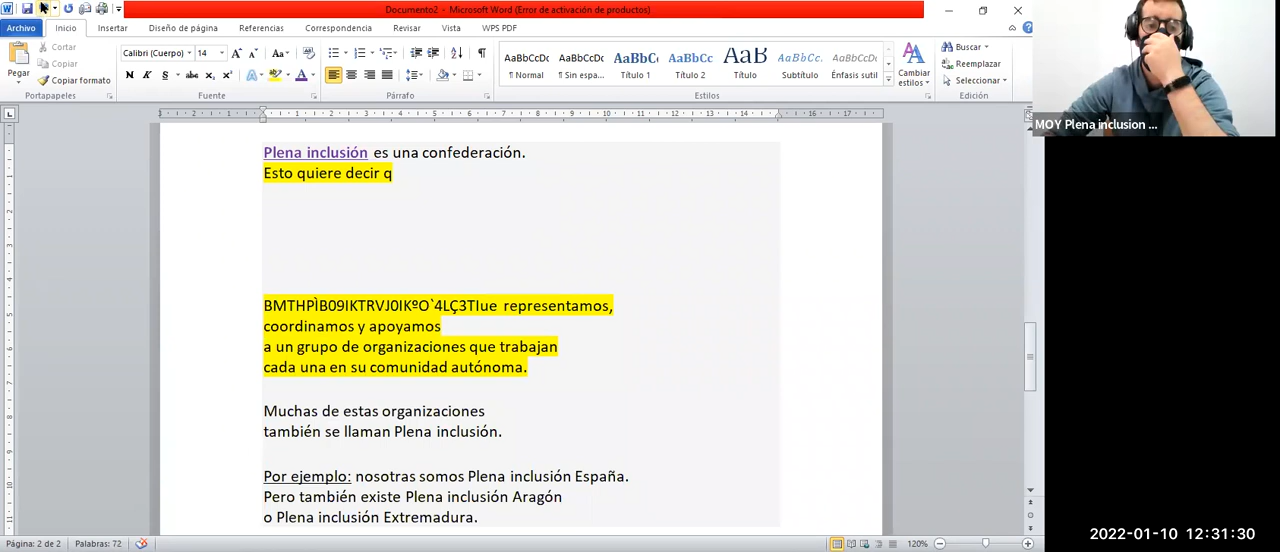 Documento2 - Microsoft Word (Error de activación de productos)
Archivo Inicio Insertar Diseño de página Referencias Correspondencia Revisar Vista WPS PDF
Pegar
Cortar
Copiar
Copiar formato
Portapapeles
Calibri (Cuerpo) 14
N K S abc x₂ x²
Fuente
Párrafo
AaBbCcDc AaBbCcDc AaBbC AaBbCc AaB AaBbCc. AaBbCcDc
¶ Normal ¶ Sin espa... Título 1 Título 2 Título Subtítulo Énfasis sutil
Cambiar estilos
Estilos
Buscar
Reemplazar
Seleccionar
Edición
MOY Plena inclusion ...
Plena inclusión es una confederación.
Esto quiere decir q
BMTHPÌB09IKTRVJ0IKºO`4LÇ3TIue representamos,
coordinamos y apoyamos
a un grupo de organizaciones que trabajan
cada una en su comunidad autónoma.
Muchas de estas organizaciones
también se llaman Plena inclusión.
Por ejemplo: nosotras somos Plena inclusión España.
Pero también existe Plena inclusión Aragón
o Plena inclusión Extremadura.
2022-01-10 12:31:30
Página: 2 de 2 Palabras: 72 120%